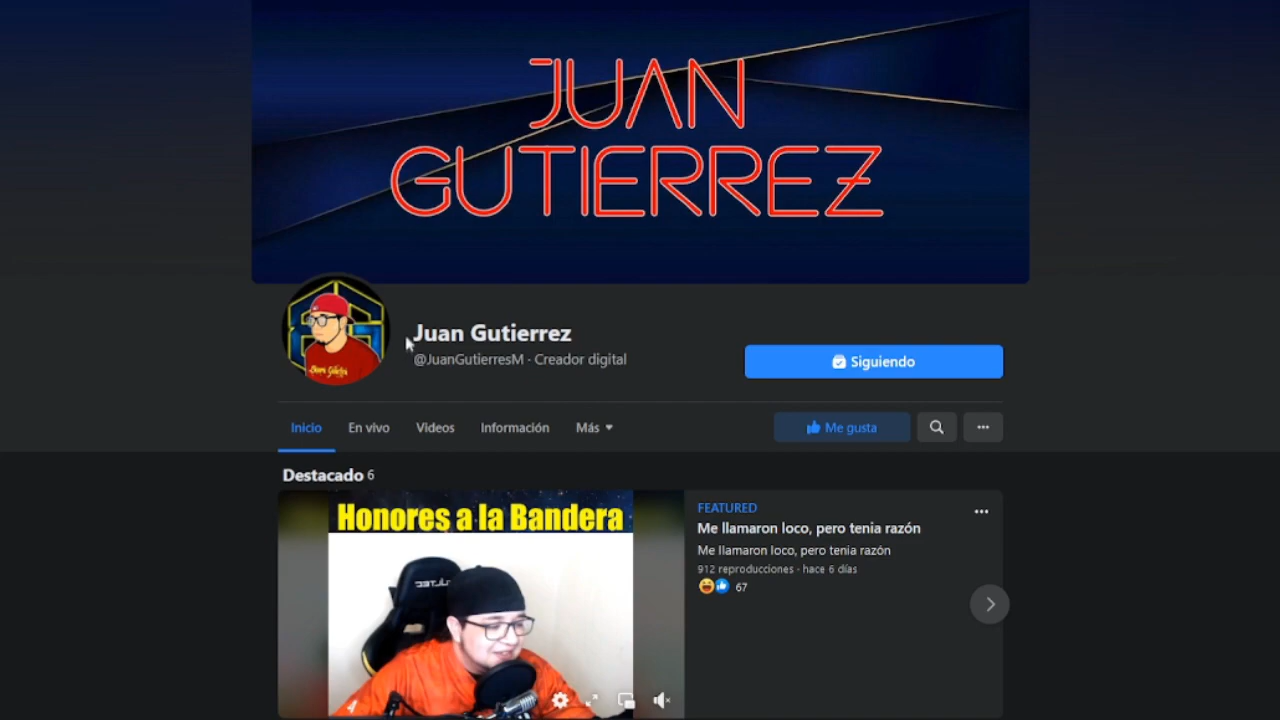 JUAN
GUTIERREZ
Juan Gutierrez
@JuanGutierresM · Creador digital
Siguiendo
Inicio En vivo Videos Información Más
Me gusta
Destacado 6
Honores a la Bandera
FEATURED
Me llamaron loco, pero tenia razón
Me llamaron loco, pero tenia razón
912 reproducciones · hace 6 días
67